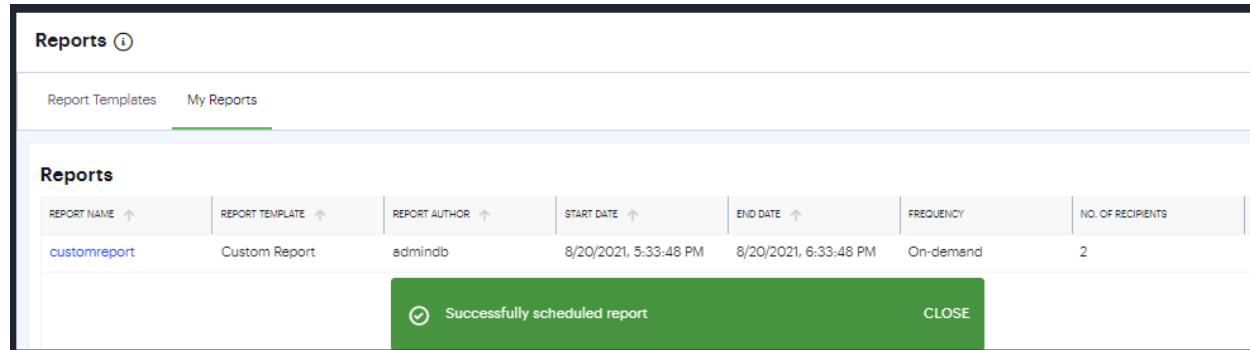 Reports
Report Templates My Reports
Reports
REPORT NAME REPORT TEMPLATE REPORT AUTHOR START DATE END DATE FREQUENCY NO. OF RECIPIENTS
customreport Custom Report admindb 8/20/2021, 5:33:48 PM 8/20/2021, 6:33:48 PM On-demand 2
Successfully scheduled report CLOSE